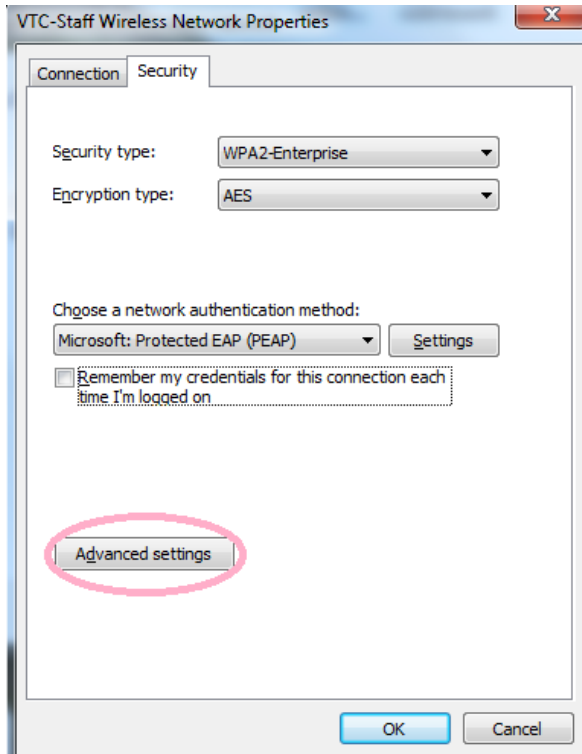 VTC-Staff Wireless Network Properties
Connection Security
Security type: WPA2-Enterprise
Encryption type: AES
Choose a network authentication method:
Microsoft: Protected EAP (PEAP) Settings
Remember my credentials for this connection each
time I'm logged on
Advanced settings
OK Cancel